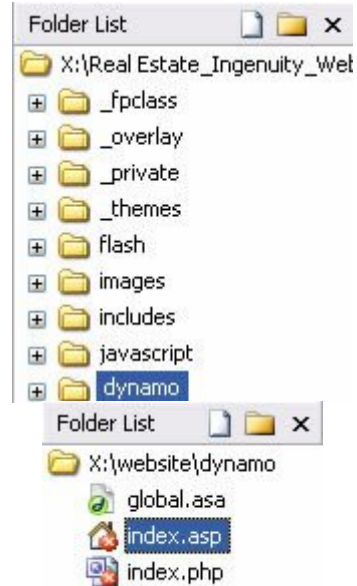 Folder List
X:\Real Estate_Ingenuity_Web
_fpclass
_overlay
_private
_themes
flash
images
includes
javascript
dynamo
Folder List
X:\website\dynamo
global.asa
index.asp
index.php